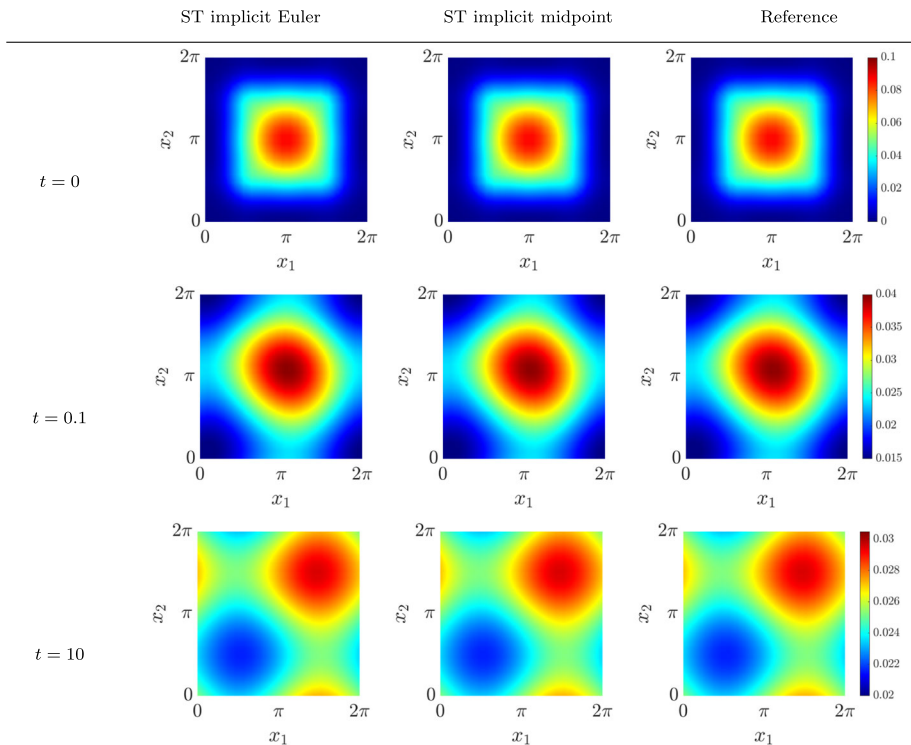 ST implicit Euler ST implicit midpoint Reference
t = 0
x₂ 2π π 0
0 π 2π
x₁
x₂ 2π π 0
0 π 2π
x₁
x₂ 2π π 0
0 π 2π
x₁
0.1
0.08
0.06
0.04
0.02
0
t = 0.1
x₂ 2π π 0
0 π 2π
x₁
x₂ 2π π 0
0 π 2π
x₁
x₂ 2π π 0
0 π 2π
x₁
0.04
0.035
0.03
0.025
0.02
0.015
t = 10
x₂ 2π π 0
0 π 2π
x₁
x₂ 2π π 0
0 π 2π
x₁
x₂ 2π π 0
0 π 2π
x₁
0.03
0.028
0.026
0.024
0.022
0.02